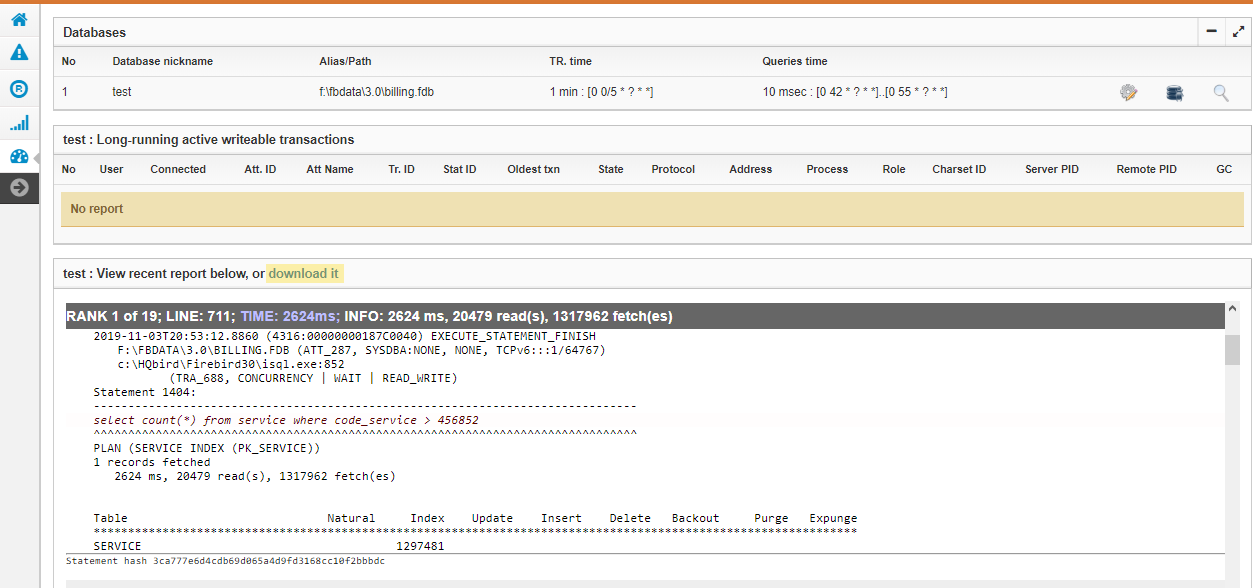 Databases
No Database nickname Alias/Path TR. time Queries time
1 test f:\fbdata\3.0\billing.fdb 1 min : [0 0/5 * ? * *] 10 msec : [0 42 * ? * *]..[0 55 * ? * *]
test : Long-running active writeable transactions
No User Connected Att. ID Att Name Tr. ID Stat ID Oldest txn State Protocol Address Process Role Charset ID Server PID Remote PID GC
No report
test : View recent report below, or download it
RANK 1 of 19; LINE: 711; TIME: 2624ms; INFO: 2624 ms, 20479 read(s), 1317962 fetch(es)
2019-11-03T20:53:12.8860 (4316:00000000187C0040) EXECUTE_STATEMENT_FINISH
F:\FBDATA\3.0\BILLING.FDB (ATT_287, SYSDBA:NONE, NONE, TCPv6:::1/64767)
c:\HQbird\Firebird30\isql.exe:852
(TRA_688, CONCURRENCY | WAIT | READ_WRITE)
Statement 1404:
-------------------------------------------------------------------------------
select count(*) from service where code_service > 456852
^^^^^^^^^^^^^^^^^^^^^^^^^^^^^^^^^^^^^^^^^^^^^^^^^^^^^^^^^^^^^^^^^^^^^^^^^^^^^^^
PLAN (SERVICE INDEX (PK_SERVICE))
1 records fetched
2624 ms, 20479 read(s), 1317962 fetch(es)
Table Natural Index Update Insert Delete Backout Purge Expunge
***************************************************************************************************************
SERVICE 1297481
Statement hash 3ca777e6d4cdb69d065a4d9fd3168cc10f2bbbdc